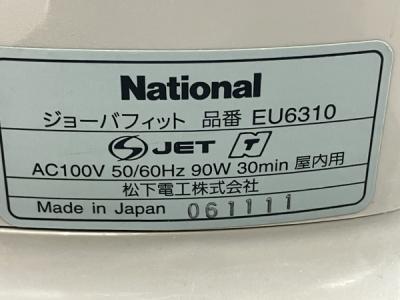 National
ジョーバフィット 品番 EU6310
S JET N
AC100V 50/60Hz 90W 30min 屋内用
松下電工株式会社
Made in Japan 061111